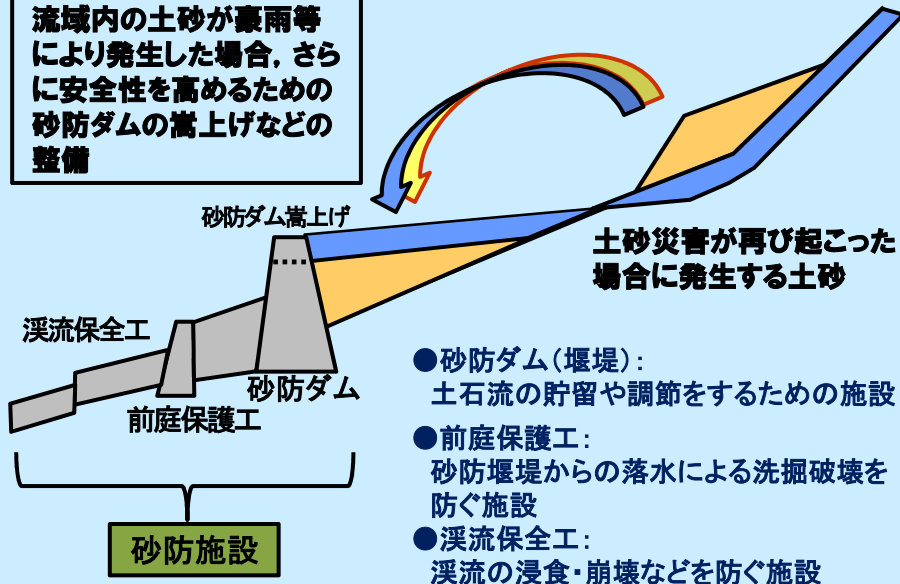 流域内の土砂が豪雨等
により発生した場合，さら
に安全性を高めるための
砂防ダムの嵩上げなどの
整備
砂防ダム嵩上げ
土砂災害が再び起こった
場合に発生する土砂
渓流保全工
砂防ダム
前庭保護工
砂防施設
●砂防ダム（堰堤）：
土石流の貯留や調節をするための施設
●前庭保護工：
砂防堰堤からの落水による洗掘破壊を
防ぐ施設
●渓流保全工：
渓流の浸食・崩壊などを防ぐ施設